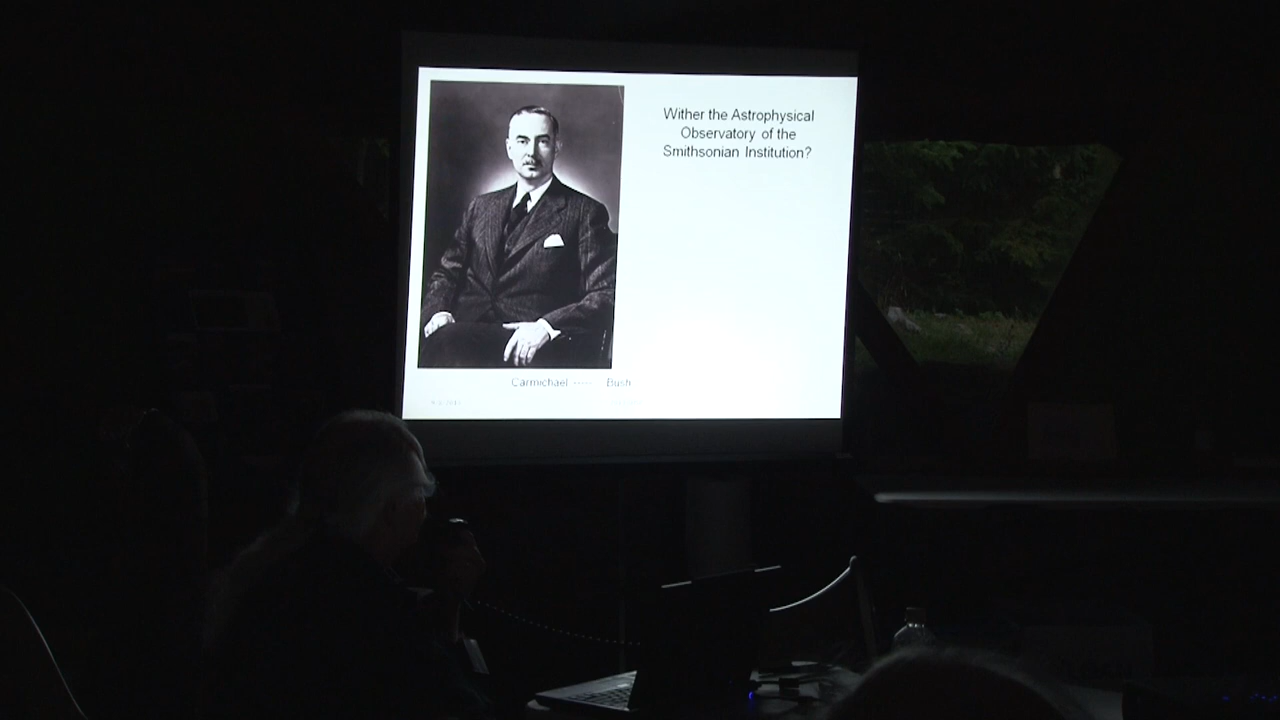 Wither the Astrophysical
Observatory of the
Smithsonian Institution?
Carmichael ----- Bush